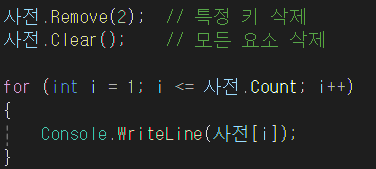 사전.Remove(2);  // 특정 키 삭제
사전.Clear();    // 모든 요소 삭제
for (int i = 1; i <= 사전.Count; i++)
{
    Console.WriteLine(사전[i]);
}